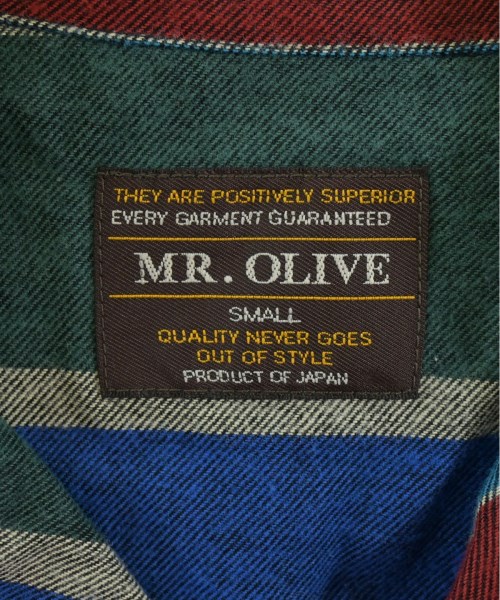 THEY ARE POSITIVELY SUPERIOR
EVERY GARMENT GUARANTEED
MR. OLIVE
SMALL
QUALITY NEVER GOES
OUT OF STYLE
PRODUCT OF JAPAN